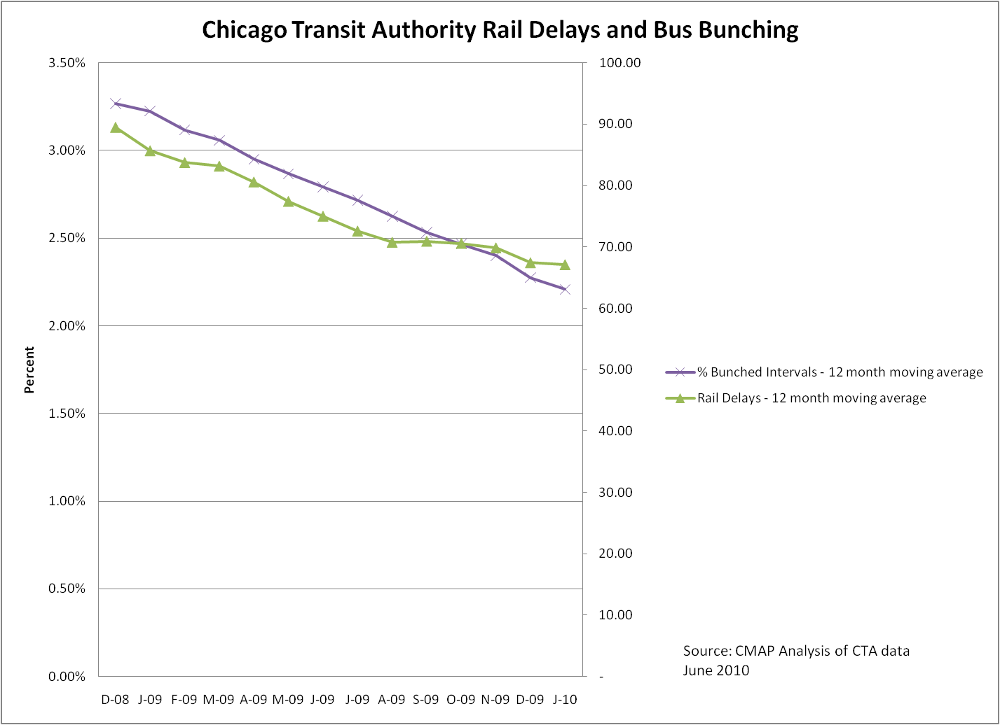 Chicago Transit Authority Rail Delays and Bus Bunching
3.50%
3.00%
2.50%
2.00%
1.50%
1.00%
0.50%
0.00%
Percent
100.00
90.00
80.00
70.00
60.00
50.00
40.00
30.00
20.00
10.00
-
D-08 J-09 F-09 M-09 A-09 M-09 J-09 J-09 A-09 S-09 O-09 N-09 D-09 J-10
% Bunched Intervals - 12 month moving average
Rail Delays - 12 month moving average
Source: CMAP Analysis of CTA data
June 2010